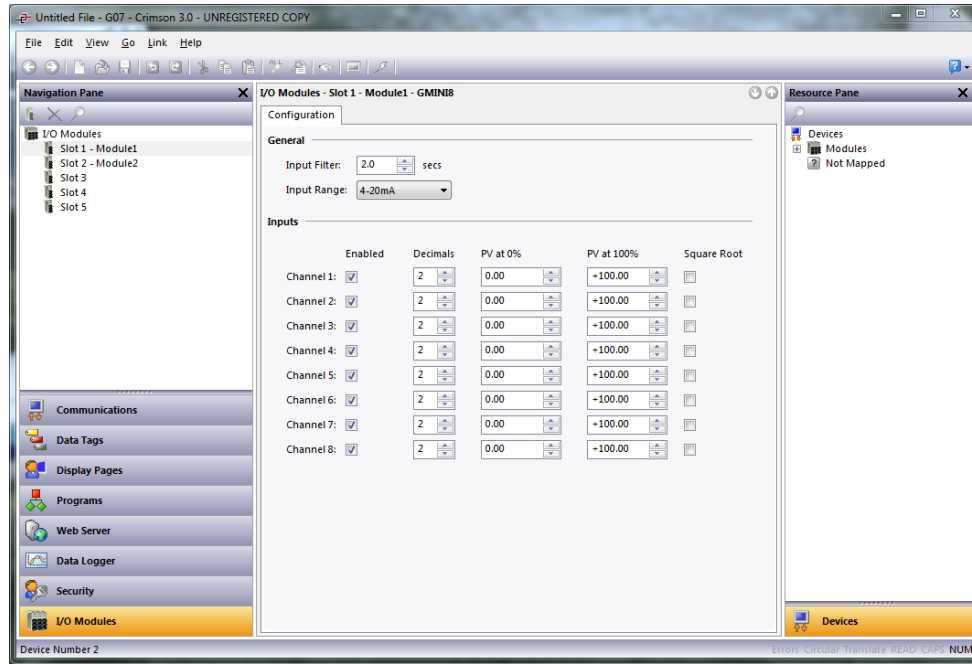 Untitled File - G07 - Crimson 3.0 - UNREGISTERED COPY
File Edit View Go Link Help
Navigation Pane
I/O Modules
Slot 1 - Module1
Slot 2 - Module2
Slot 3
Slot 4
Slot 5
Communications
Data Tags
Display Pages
Programs
Web Server
Data Logger
Security
I/O Modules
I/O Modules - Slot 1 - Module1 - GMINI8
Configuration
General
Input Filter: 2.0 secs
Input Range: 4-20mA
Inputs
Enabled Decimals PV at 0% PV at 100% Square Root
Channel 1: 2 0.00 +100.00
Channel 2: 2 0.00 +100.00
Channel 3: 2 0.00 +100.00
Channel 4: 2 0.00 +100.00
Channel 5: 2 0.00 +100.00
Channel 6: 2 0.00 +100.00
Channel 7: 2 0.00 +100.00
Channel 8: 2 0.00 +100.00
Resource Pane
Devices
Modules
? Not Mapped
Devices
Device Number 2
Errors Circular Translate READ CAPS NUM